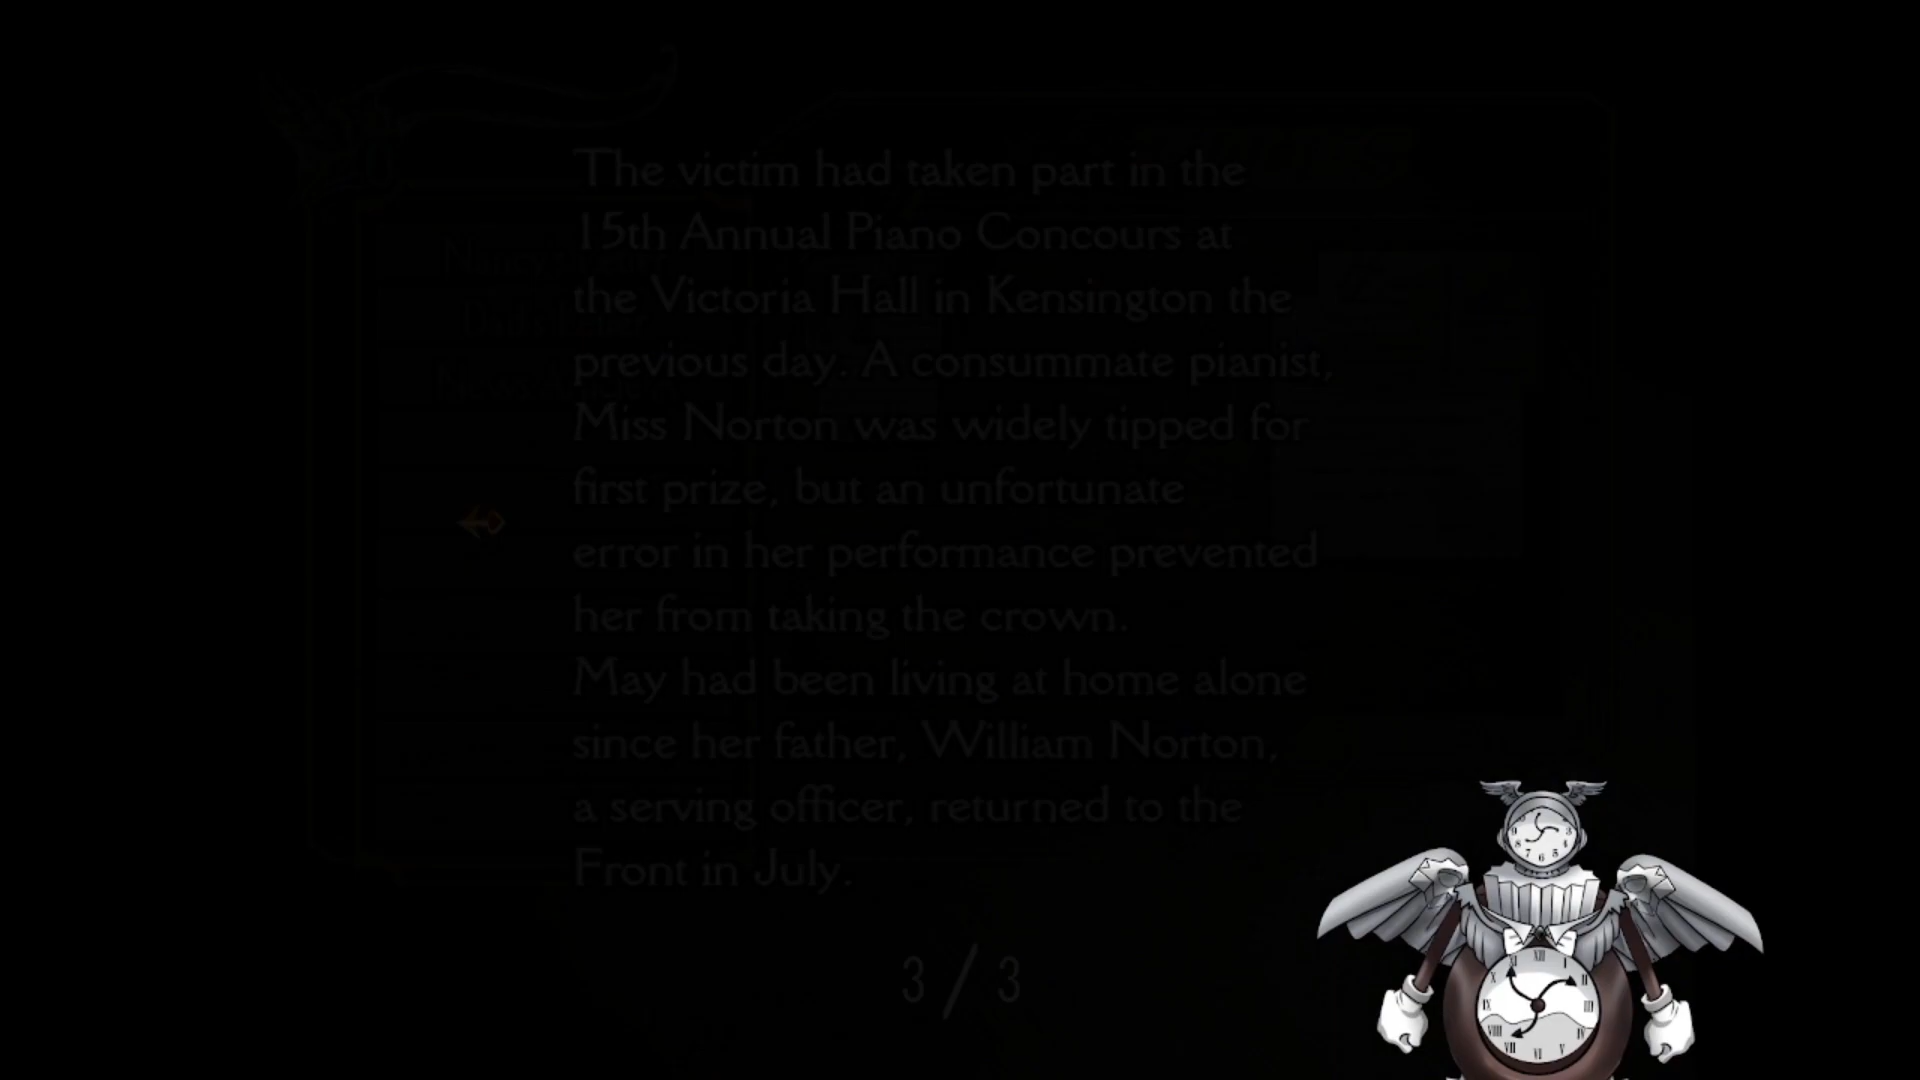 The victim had taken part in the
15th Annual Piano Concours at
the Victoria Hall in Kensington the
previous day. A consummate pianist,
Miss Norton was widely tipped for
first prize, but an unfortunate
error in her performance prevented
her from taking the crown.
May had been living at home alone
since her father, William Norton,
a serving officer, returned to the
Front in July.
3/3